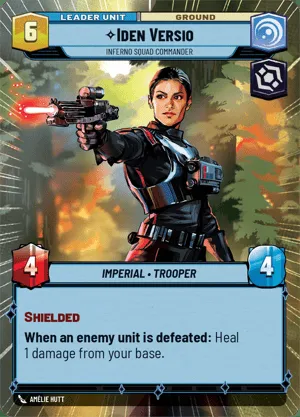 LEADER UNIT
GROUND
6
IDEN VERSIO
INFERNO SQUAD COMMANDER
4
IMPERIAL • TROOPER
4
SHIELDED
When an enemy unit is defeated: Heal
1 damage from your base.
AMÉLIE HUTT